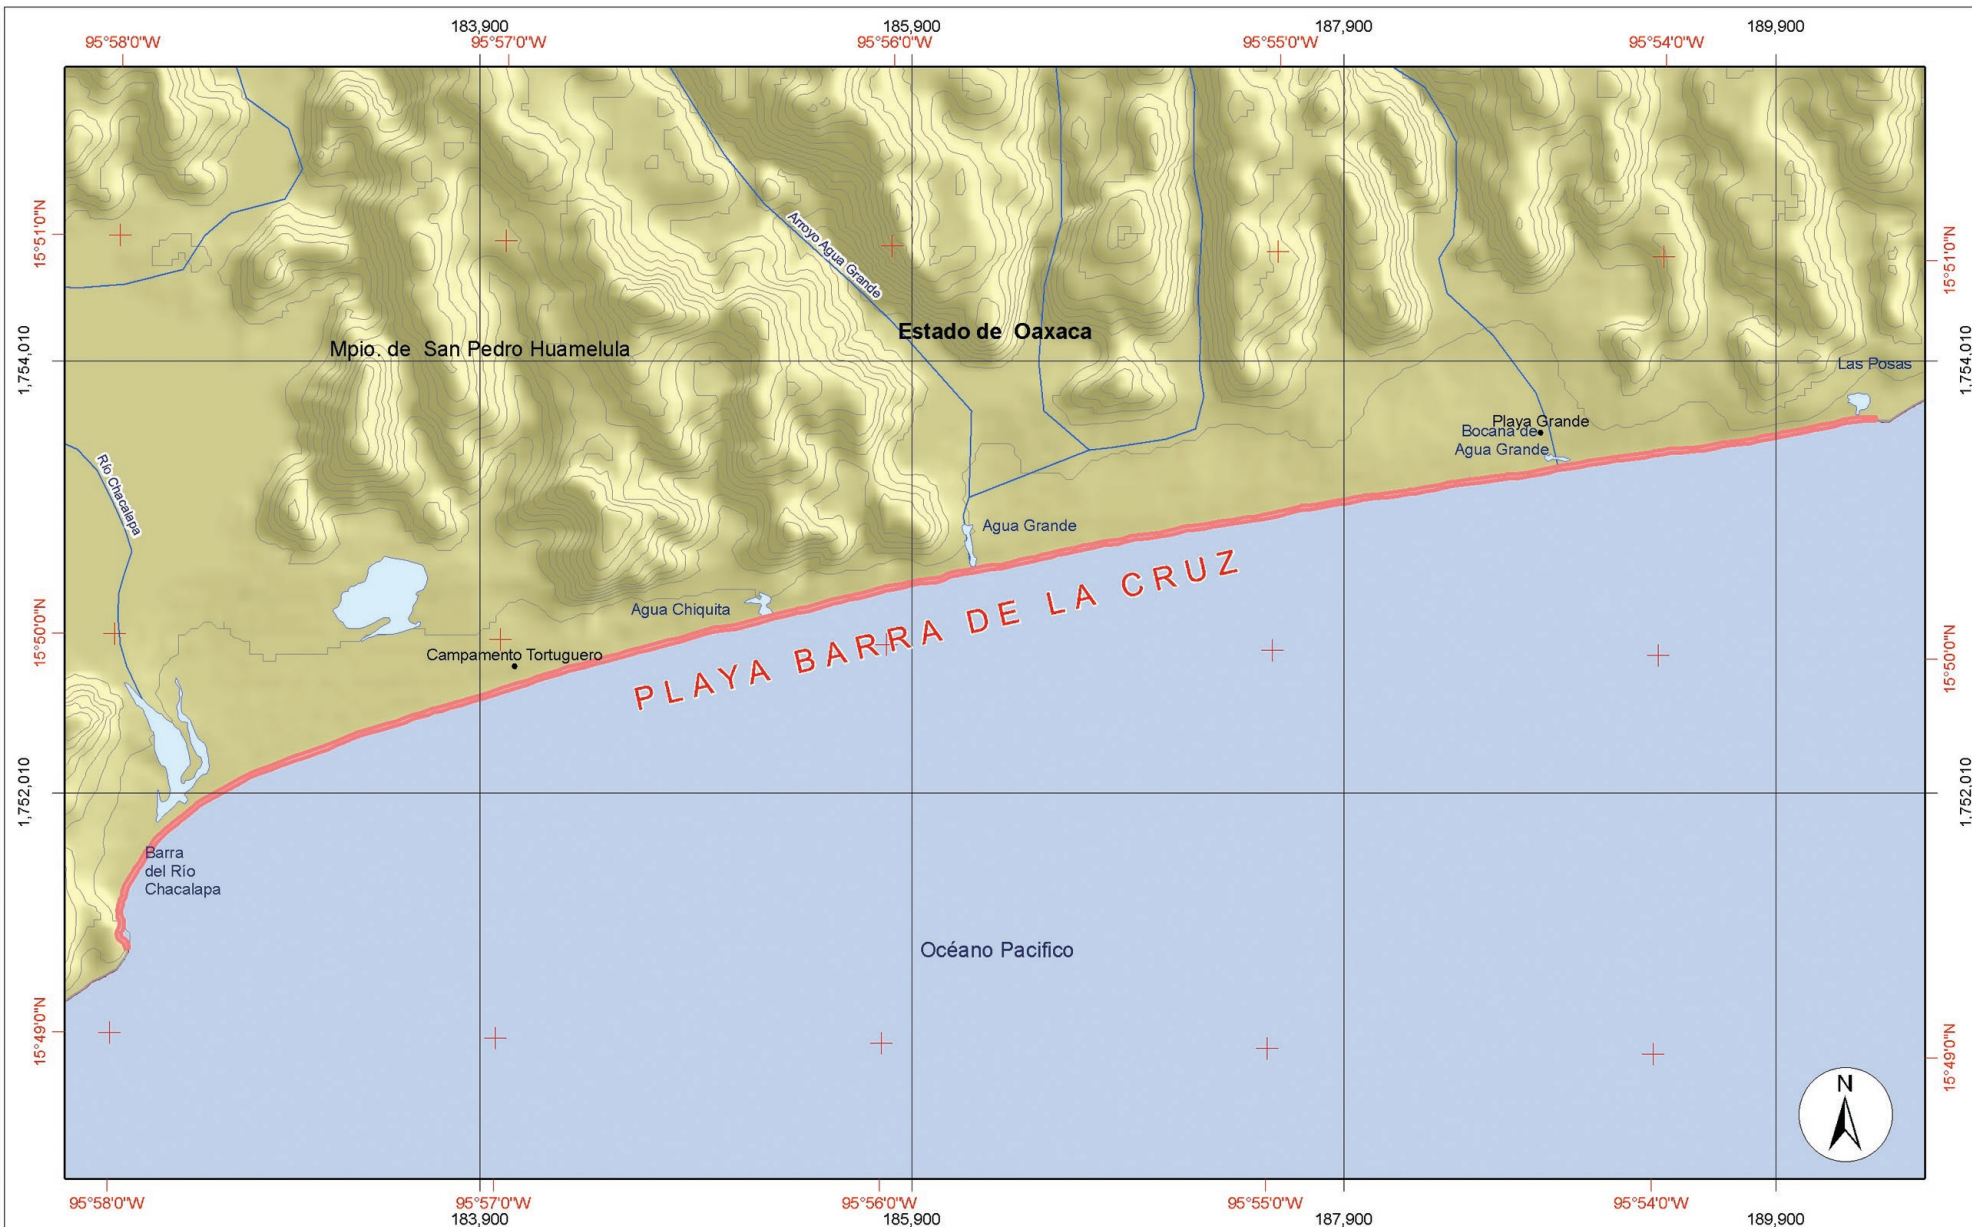 183,900 185,900 187,900 189,900
95°58'0"W 95°57'0"W 95°56'0"W 95°55'0"W 95°54'0"W
15°51'0"N
15°51'0"N
Arroyo Agua Grande
Estado de Oaxaca
Mpio. de San Pedro Huamelula
1,754,010
1,754,010
Las Posas
Playa Grande
Bocana de
Agua Grande
Río Chacalapa
Agua Grande
Agua Chiquita
PLAYA BARRA DE LA CRUZ
15°50'0"N
15°50'0"N
Campamento Tortuguero
1,752,010
1,752,010
Barra
del Río
Chacalapa
Océano Pacifico
15°49'0"N
15°49'0"N
N
95°58'0"W 95°57'0"W 95°56'0"W 95°55'0"W 95°54'0"W
183,900 185,900 187,900 189,900